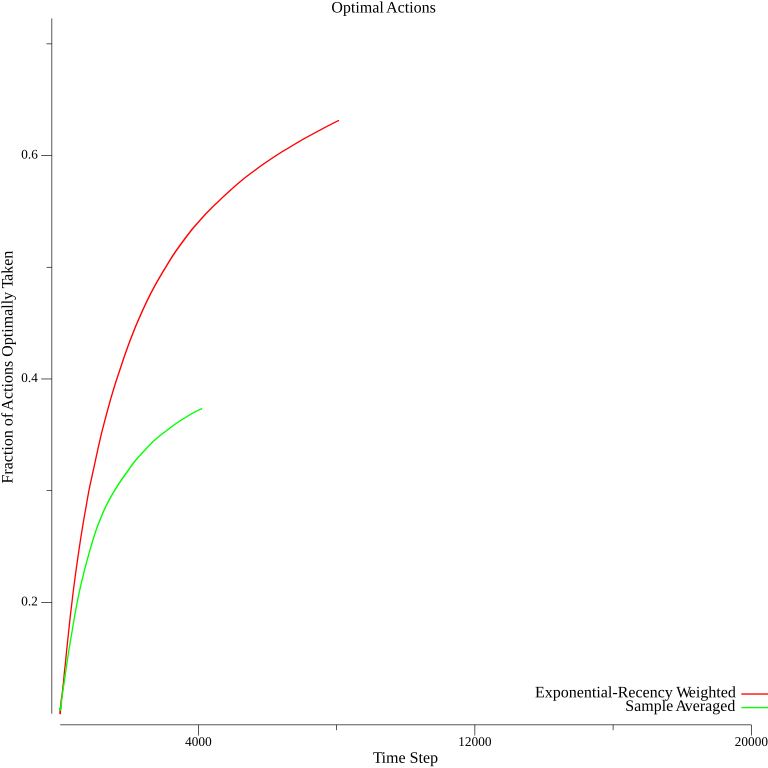 Optimal Actions
Fraction of Actions Optimally Taken
0.6
0.4
0.2
Exponential-Recency Weighted
Sample Averaged
4000
12000
20000
Time Step